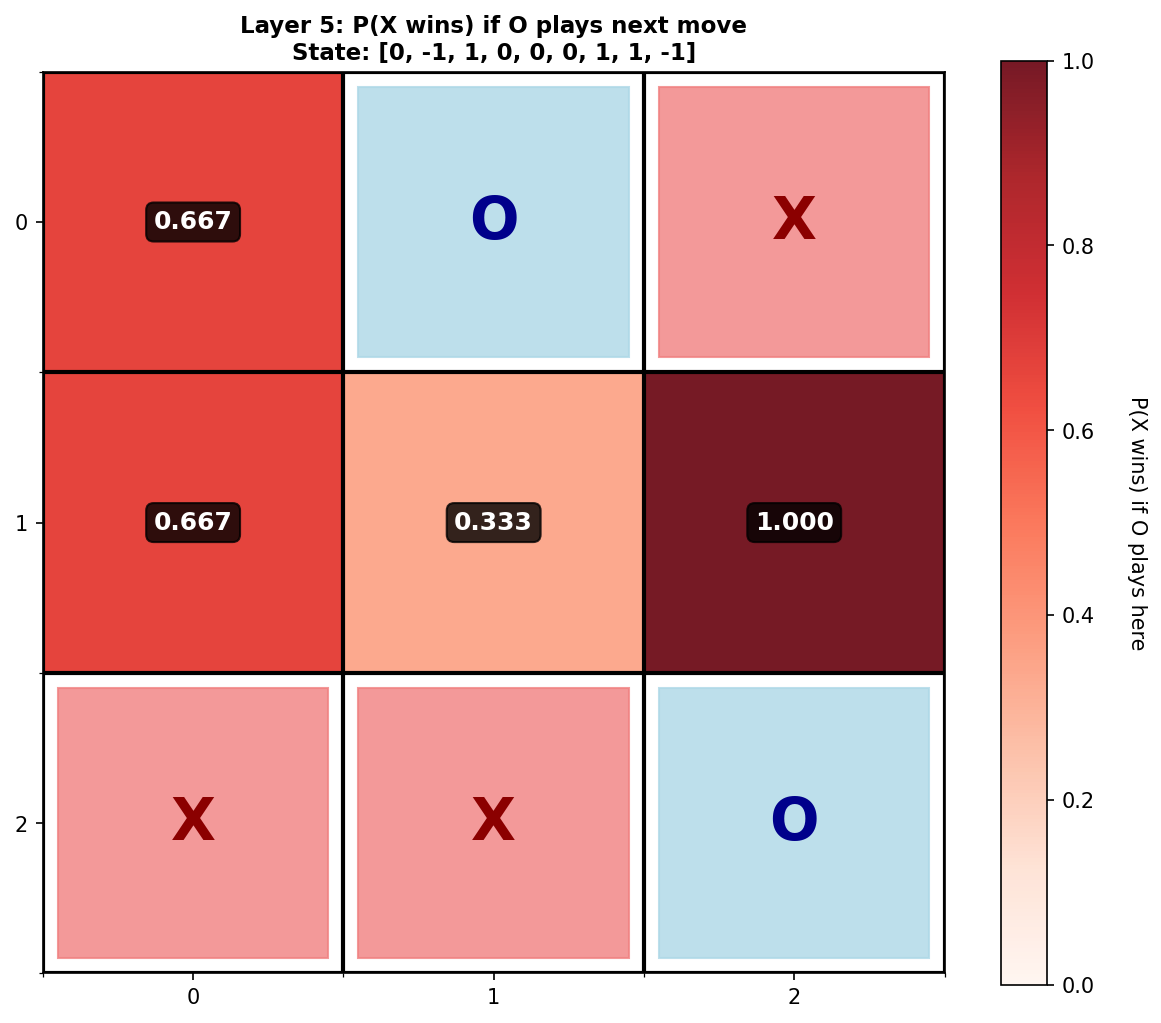 Layer 5: P(X wins) if O plays next move
State: [0, -1, 1, 0, 0, 0, 1, 1, -1]
0
0.667
O
X
1
0.667
0.333
1.000
2
X
X
O
0
1
2
1.0
0.8
0.6
0.4
0.2
0.0
P(X wins) if O plays here